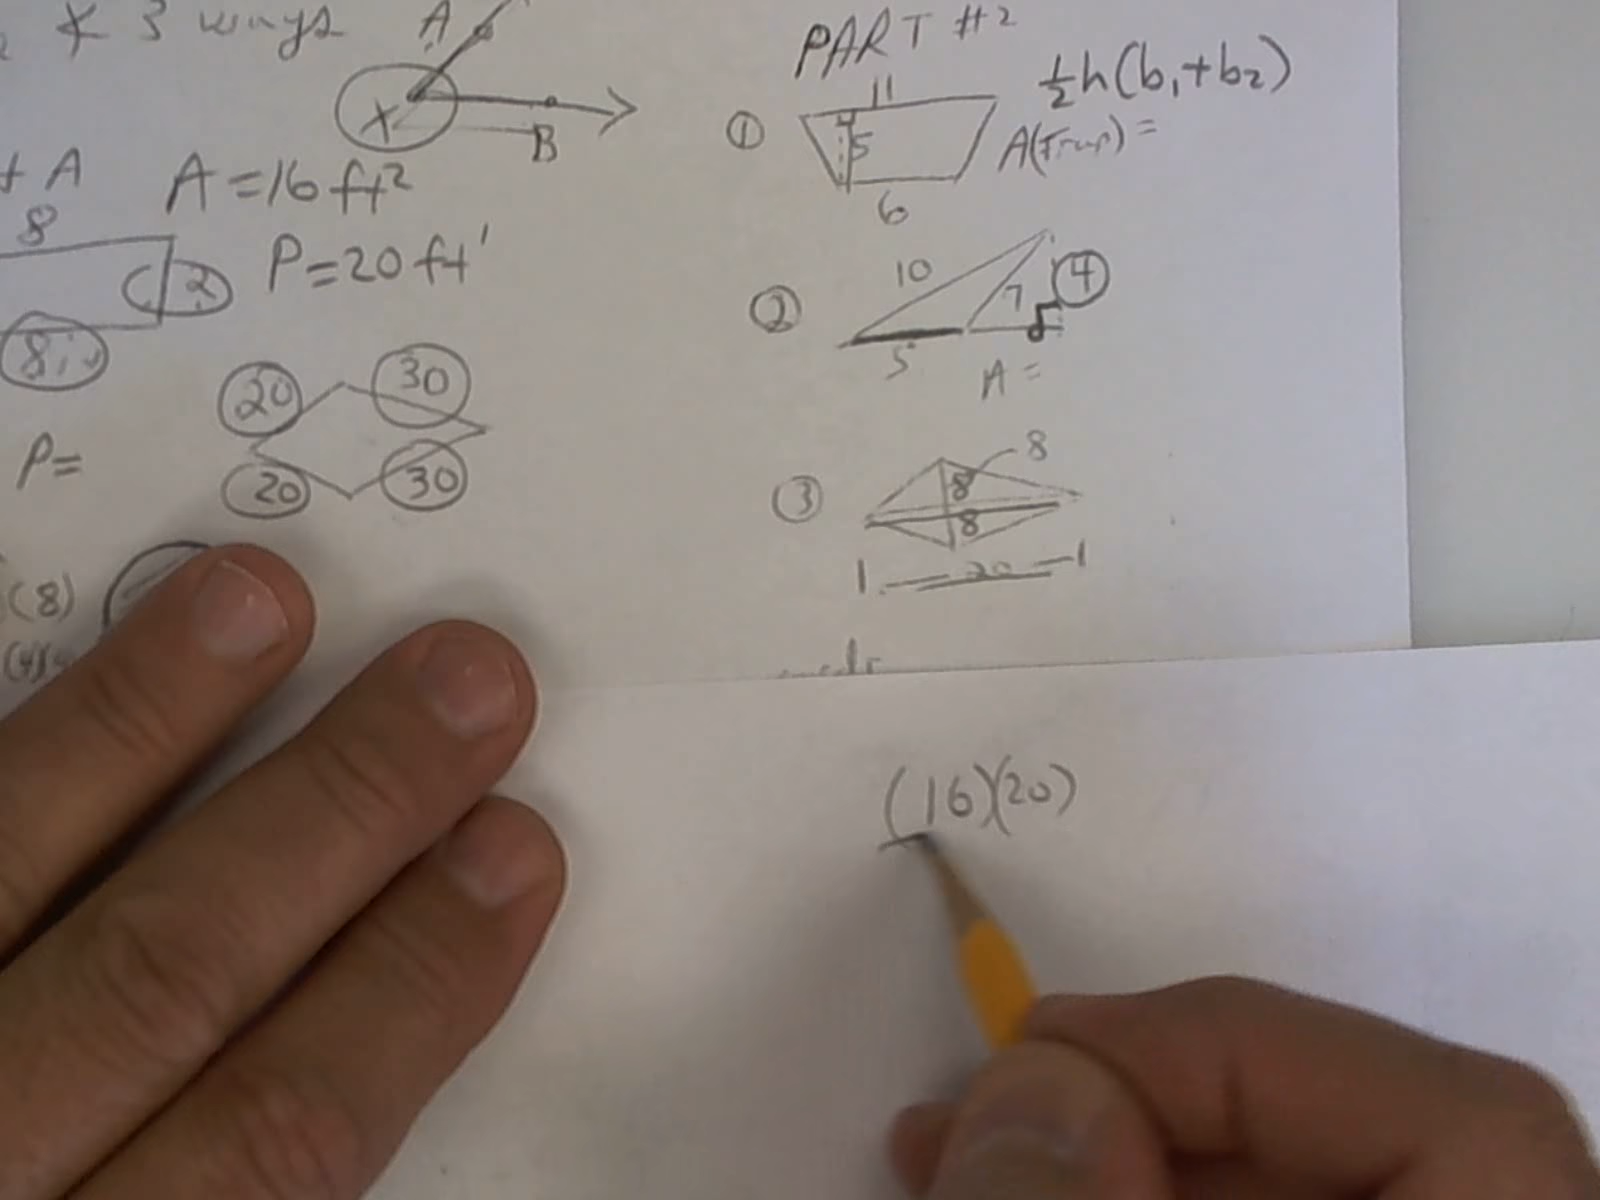 3 ways
A
X
B
A
A = 16 ft²
8
P = 20 ft'
2
8
P =
20
30
20
30
(8)
PART #2
11
½h(b₁+b₂)
①
5
A(Trap) =
6
②
10
7
4
5
A =
③
8
8
8
20
(16)(20)